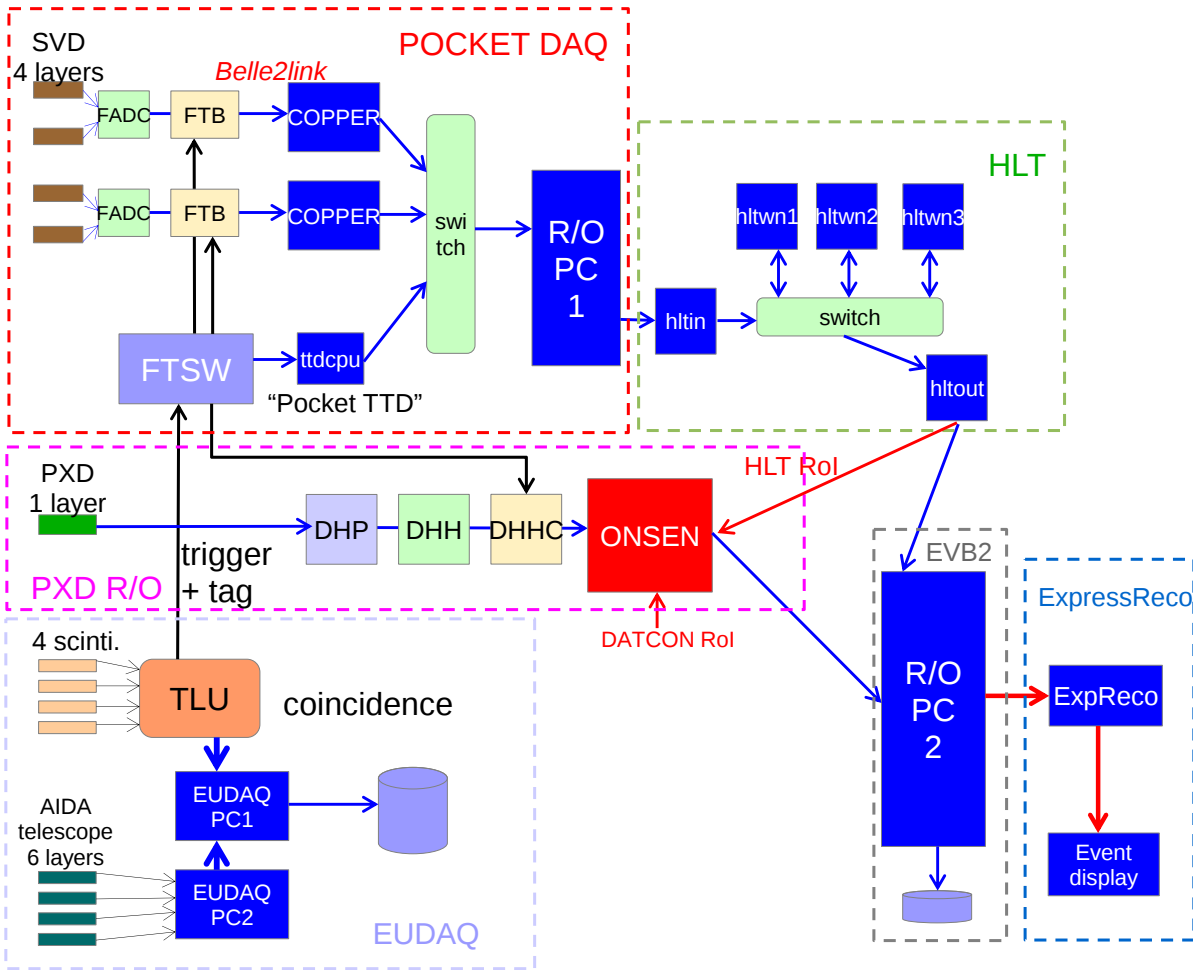 SVD
4 layers
POCKET DAQ
Belle2link
FADC
FTB
COPPER
FADC
FTB
COPPER
swi
tch
R/O
PC
1
FTSW
ttdcpu
“Pocket TTD”
HLT
hltwn1
hltwn2
hltwn3
hltin
switch
hltout
PXD
1 layer
HLT RoI
DHP
DHH
DHHC
ONSEN
trigger
+ tag
PXD R/O
DATCON RoI
EVB2
R/O
PC
2
ExpressReco
ExpReco
Event
display
4 scinti.
TLU
coincidence
EUDAQ
PC1
AIDA
telescope
6 layers
EUDAQ
PC2
EUDAQ